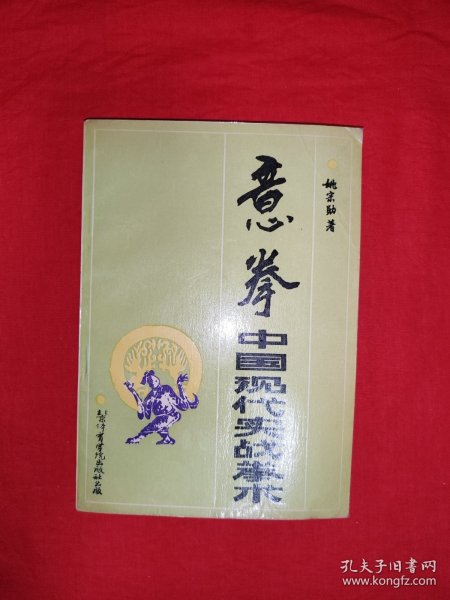 姚宗勋著
意拳
中国现代实战拳术
北京体育学院出版社出版
孔夫子旧书网
www.kongfz.com